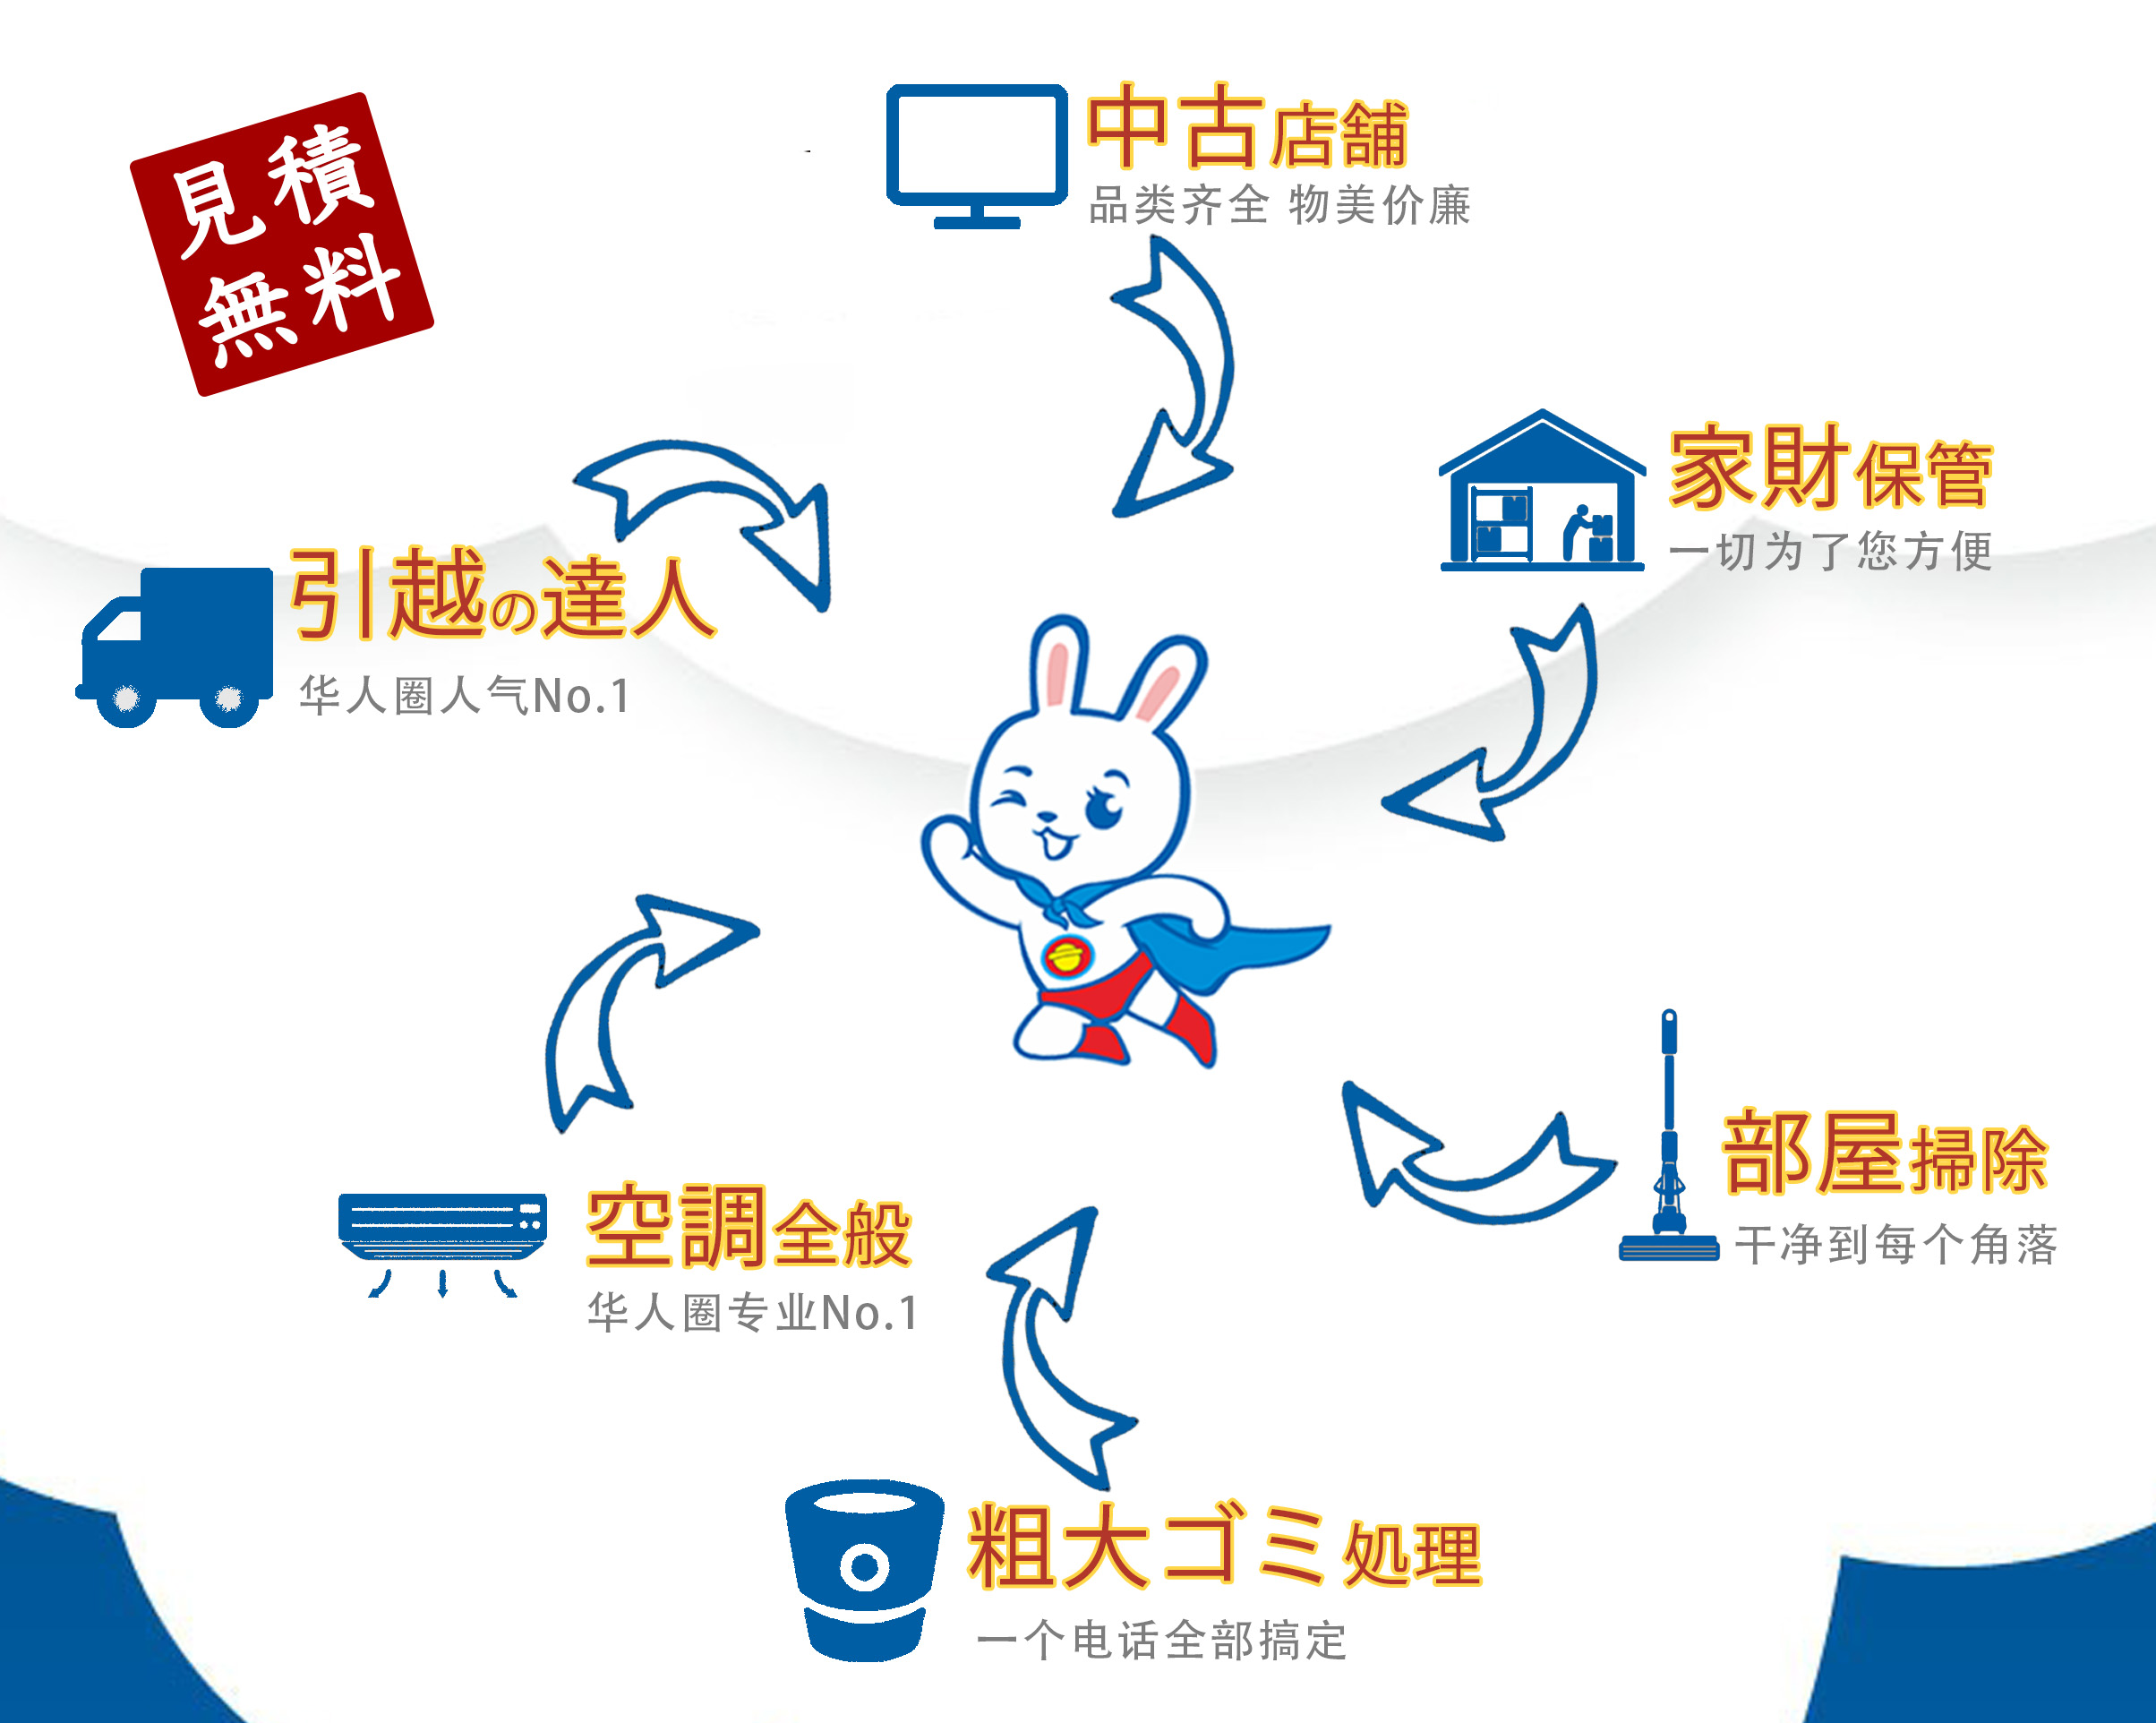 見積
無料
中古店舗
品类齐全 物美价廉
家財保管
一切为了您方便
引越の達人
华人圈人气No.1
部屋掃除
干净到每个角落
空調全般
华人圈专业No.1
粗大ゴミ処理
一个电话全部搞定